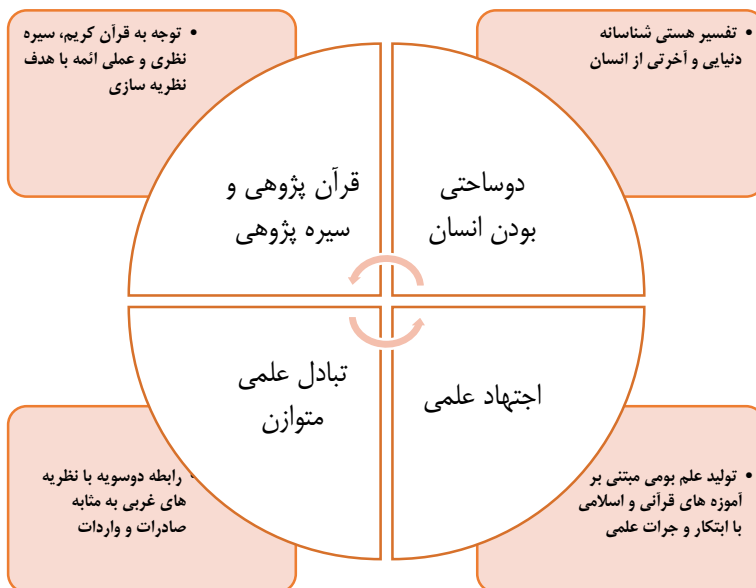 • تفسیر هستی شناسانه
دنیایی و آخرتی از انسان
• توجه به قرآن کریم، سیره
نظری و عملی ائمه با هدف
نظریه سازی
دوساحتی
بودن انسان
قرآن پژوهی و
سیره پژوهی
اجتهاد علمی
تبادل علمی
متوازن
• تولید علم بومی مبتنی بر
آموزه های قرآنی و اسلامی
با ابتکار و جرات علمی
• رابطه دوسویه با نظریه
های غربی به مثابه
صادرات و واردات